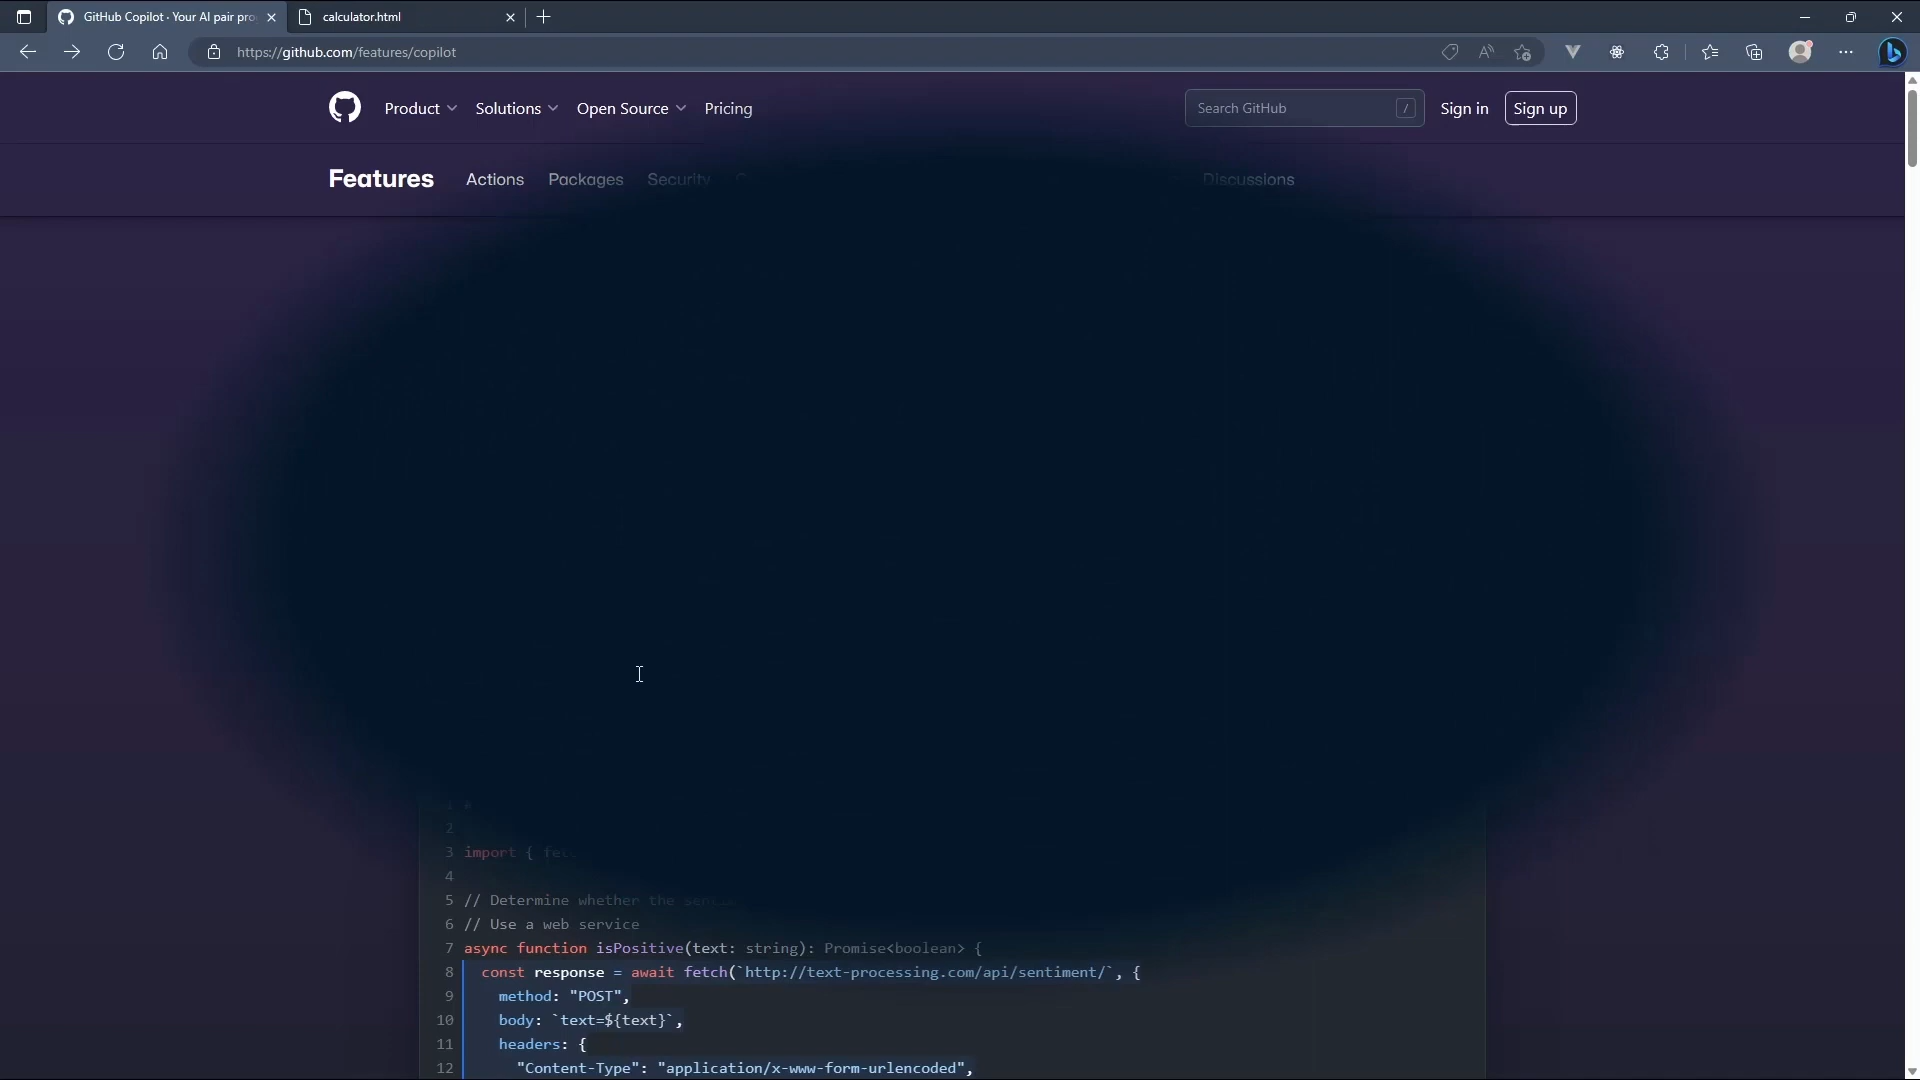 GitHub Copilot · Your AI pair pro
calculator.html
https://github.com/features/copilot
Product Solutions Open Source Pricing
Search GitHub /
Sign in Sign up
Features Actions Packages Security Discussions
1 #
2
3 import {
4
5 // Determine whether the
6 // Use a web service
7 async function isPositive(text: string): Promise<boolean> {
8 const response = await fetch(`http://text-processing.com/api/sentiment/`, {
9 method: "POST",
10 body: `text=${text}`,
11 headers: {
12 "Content-Type": "application/x-www-form-urlencoded",